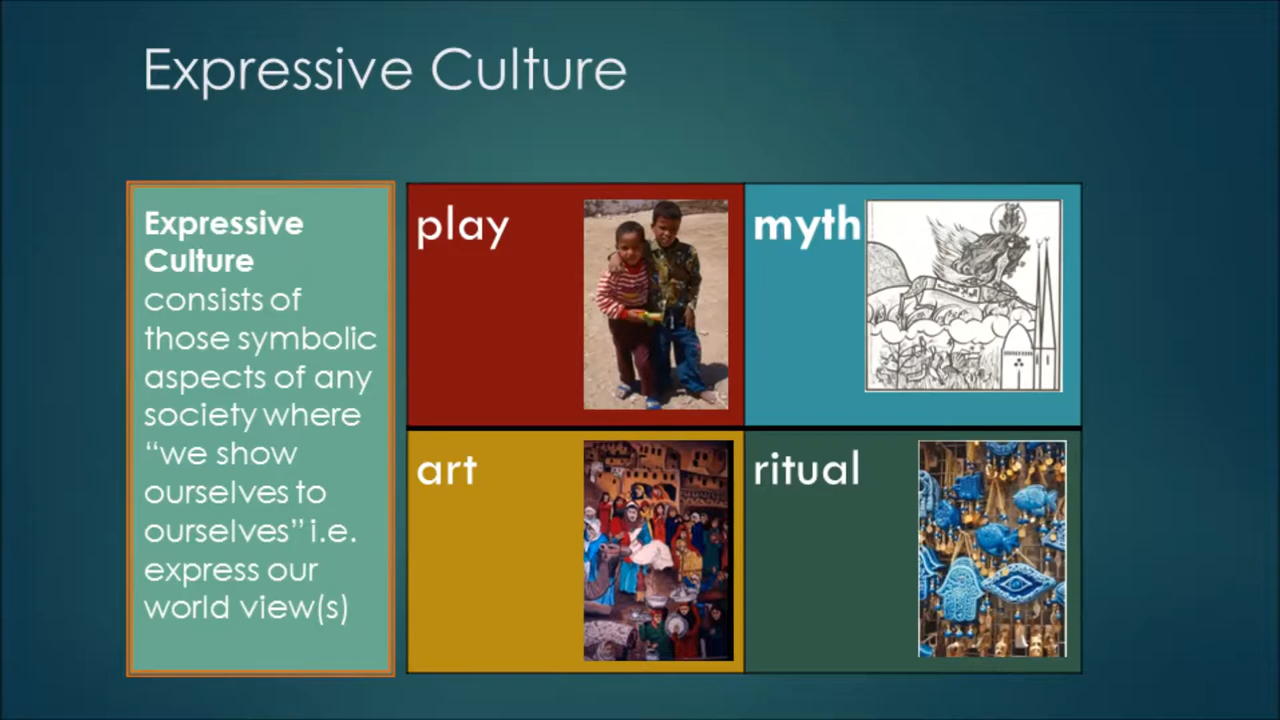 Expressive Culture
Expressive
Culture
consists of
those symbolic
aspects of any
society where
“we show
ourselves to
ourselves” i.e.
express our
world view(s)
play
myth
art
ritual